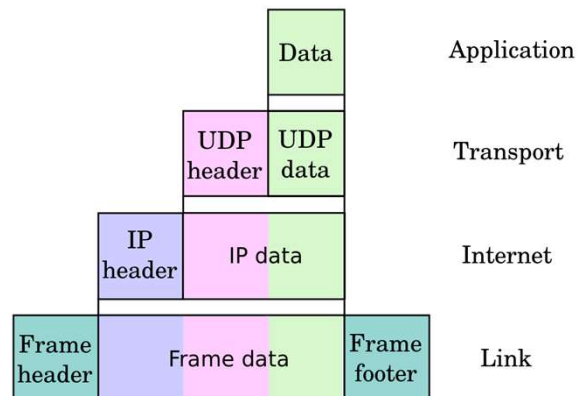 Data
Application
UDP
header
UDP
data
Transport
IP
header
IP data
Internet
Frame
header
Frame data
Frame
footer
Link